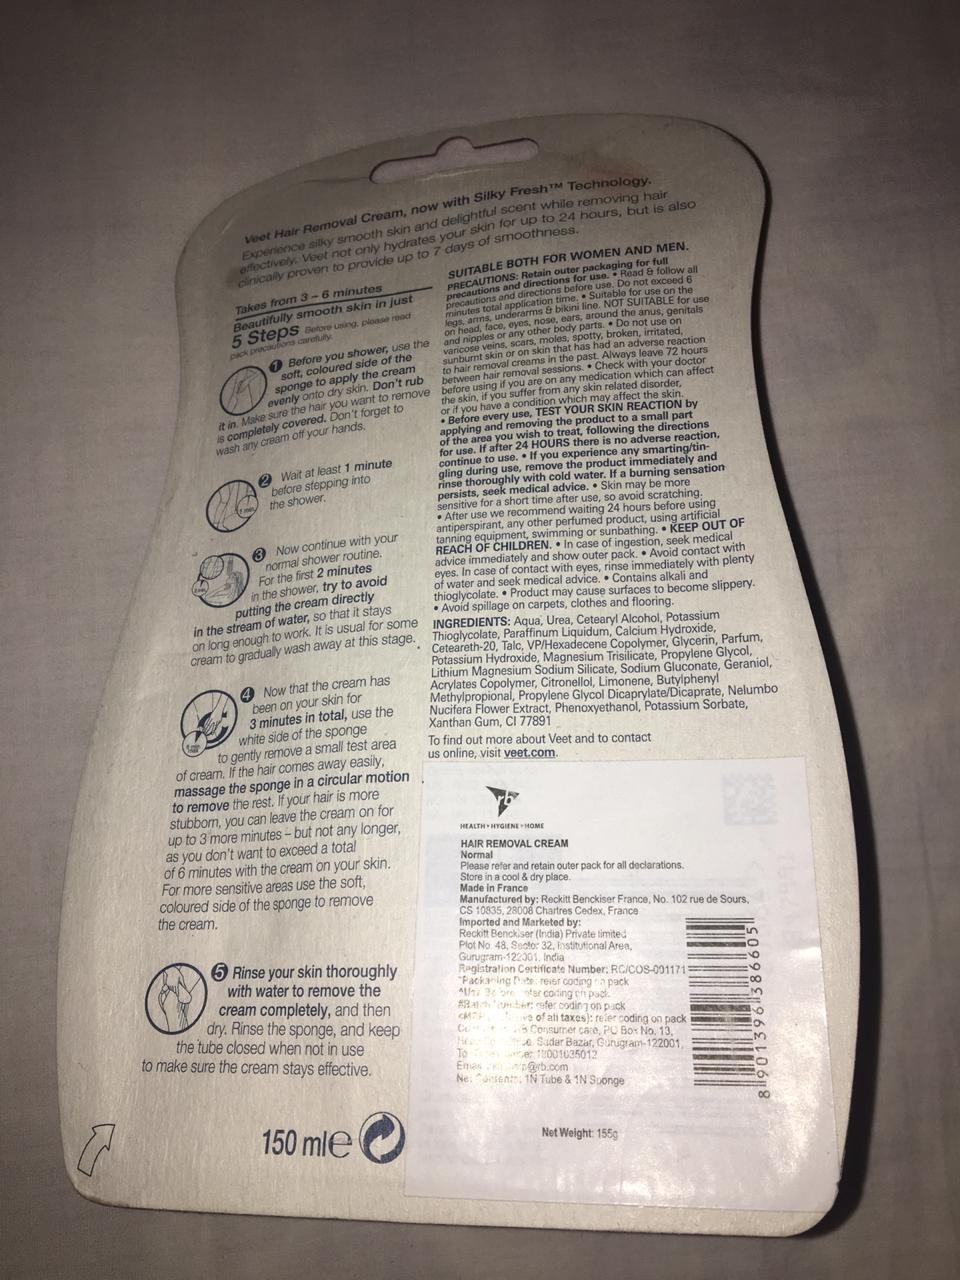 Veet Hair Removal Cream, now with Silky Fresh™ Technology.
Experience silky smooth skin and delightful scent while removing hair
effectively. Veet not only hydrates your skin for up to 24 hours, but is also
clinically proven to provide up to 7 days of smoothness.
Takes from 3 – 6 minutes
Beautifully smooth skin in just
5 Steps Before using, please read
pack precautions carefully.
1 Before you shower, use the
soft, coloured side of the
sponge to apply the cream
evenly onto dry skin. Don't rub
it in. Make sure the hair you want to remove
is completely covered. Don't forget to
wash any cream off your hands.
2 Wait at least 1 minute
before stepping into
the shower.
3 Now continue with your
normal shower routine.
For the first 2 minutes
in the shower, try to avoid
putting the cream directly
in the stream of water, so that it stays
on long enough to work. It is usual for some
cream to gradually wash away at this stage.
4 Now that the cream has
been on your skin for
3 minutes in total, use the
white side of the sponge
to gently remove a small test area
of cream. If the hair comes away easily,
massage the sponge in a circular motion
to remove the rest. If your hair is more
stubborn, you can leave the cream on for
up to 3 more minutes – but not any longer,
as you don't want to exceed a total
of 6 minutes with the cream on your skin.
For more sensitive areas use the soft,
coloured side of the sponge to remove
the cream.
5 Rinse your skin thoroughly
with water to remove the
cream completely, and then
dry. Rinse the sponge, and keep
the tube closed when not in use
to make sure the cream stays effective.
150 ml e
SUITABLE BOTH FOR WOMEN AND MEN.
PRECAUTIONS: Retain outer packaging for full
precautions and directions for use. • Read & follow all
precautions and directions before use. Do not exceed 6
minutes total application time. • Suitable for use on the
legs, arms, underarms & bikini line. NOT SUITABLE for use
on head, face, eyes, nose, ears, around the anus, genitals
and nipples or any other body parts. • Do not use on
varicose veins, scars, moles, spotty, broken, irritated,
sunburnt skin or on skin that has had an adverse reaction
to hair removal creams in the past. Always leave 72 hours
between hair removal sessions. • Check with your doctor
before using if you are on any medication which can affect
the skin, if you suffer from any skin related disorder,
or if you have a condition which may affect the skin.
• Before every use, TEST YOUR SKIN REACTION by
applying and removing the product to a small part
of the area you wish to treat, following the directions
for use. If after 24 HOURS there is no adverse reaction,
continue to use. • If you experience any smarting/tin-
gling during use, remove the product immediately and
rinse thoroughly with cold water. If a burning sensation
persists, seek medical advice. • Skin may be more
sensitive for a short time after use, so avoid scratching.
• After use we recommend waiting 24 hours before using
antiperspirant, any other perfumed product, using artificial
tanning equipment, swimming or sunbathing. • KEEP OUT OF
REACH OF CHILDREN. • In case of ingestion, seek medical
advice immediately and show outer pack. • Avoid contact with
eyes. In case of contact with eyes, rinse immediately with plenty
of water and seek medical advice. • Contains alkali and
thioglycolate. • Product may cause surfaces to become slippery.
• Avoid spillage on carpets, clothes and flooring.
INGREDIENTS: Aqua, Urea, Cetearyl Alcohol, Potassium
Thioglycolate, Paraffinum Liquidum, Calcium Hydroxide,
Ceteareth-20, Talc, VP/Hexadecene Copolymer, Glycerin, Parfum,
Potassium Hydroxide, Magnesium Trisilicate, Propylene Glycol,
Lithium Magnesium Sodium Silicate, Sodium Gluconate, Geraniol,
Acrylates Copolymer, Citronellol, Limonene, Butylphenyl
Methylpropional, Propylene Glycol Dicaprylate/Dicaprate, Nelumbo
Nucifera Flower Extract, Phenoxyethanol, Potassium Sorbate,
Xanthan Gum, CI 77891
To find out more about Veet and to contact
us online, visit veet.com.
rb
HEALTH • HYGIENE • HOME
HAIR REMOVAL CREAM
Normal
Please refer and retain outer pack for all declarations.
Store in a cool & dry place.
Made in France
Manufactured by: Reckitt Benckiser France, No. 102 rue de Sours,
CS 10835, 28008 Chartres Cedex, France
Imported and Marketed by:
Reckitt Benckiser (India) Private limited
Plot No. 48, Sector 32, Institutional Area,
Gurugram-122001, India
Registration Certificate Number: RC/COS-001171
*Packaging Date: refer coding on pack
refer coding on pack.
refer coding on pack
of all taxes): refer coding on pack
Consumer care, PO Box No. 13,
Sadar Bazar, Gurugram-122001,
18001035012
@rb.com
Net Contents: 1N Tube & 1N Sponge
Net Weight: 155g
8 901396 386605